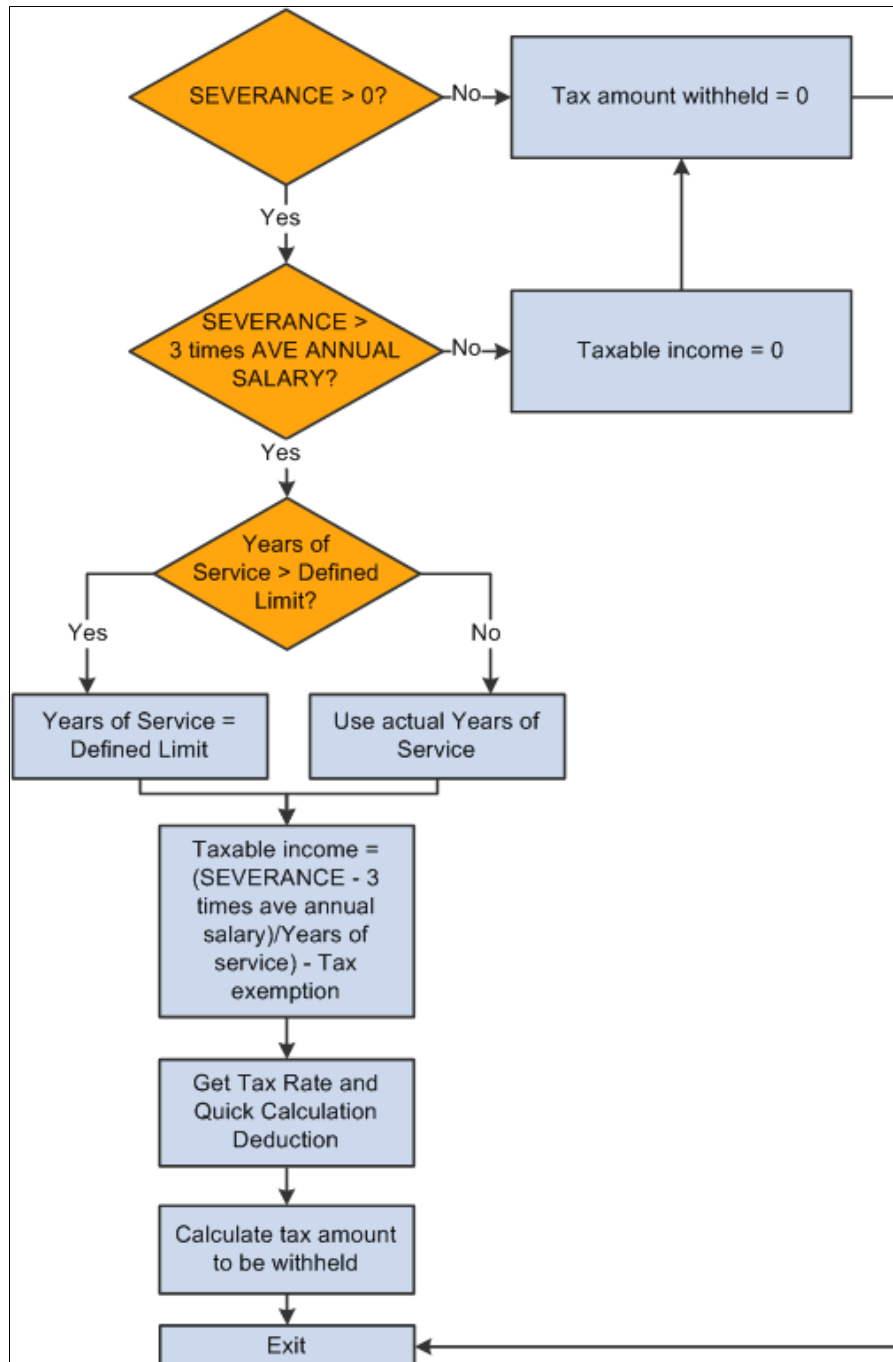 SEVERANCE > 0?
No
Tax amount withheld = 0
Yes
SEVERANCE >
3 times AVE ANNUAL
SALARY?
No
Taxable income = 0
Yes
Years of
Service > Defined
Limit?
Yes
No
Years of Service =
Defined Limit
Use actual Years of
Service
Taxable income =
(SEVERANCE - 3
times ave annual
salary)/Years of
service) - Tax
exemption
Get Tax Rate and
Quick Calculation
Deduction
Calculate tax amount
to be withheld
Exit